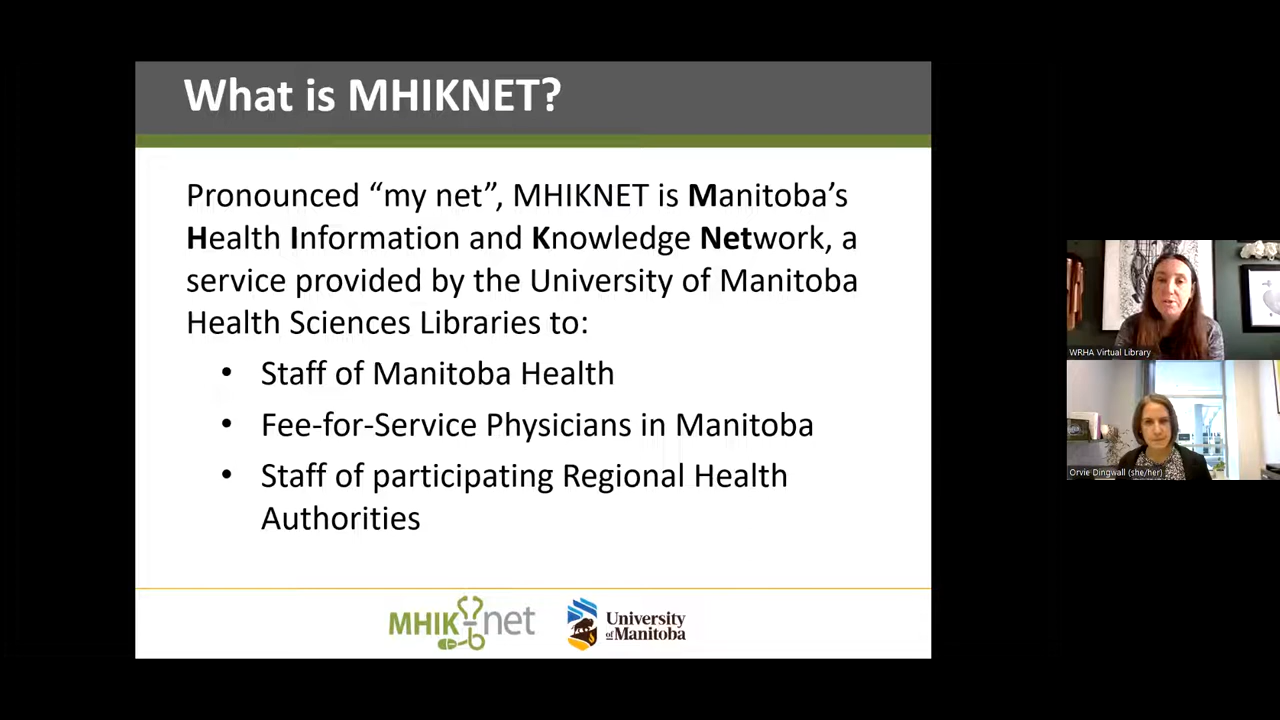 What is MHIKNET?
Pronounced “my net”, MHIKNET is Manitoba’s
Health Information and Knowledge Network, a
service provided by the University of Manitoba
Health Sciences Libraries to:
• Staff of Manitoba Health
• Fee-for-Service Physicians in Manitoba
• Staff of participating Regional Health
Authorities
MHIK-net
University
of Manitoba
WRHA Virtual Library
Orvie Dingwall (she/her)